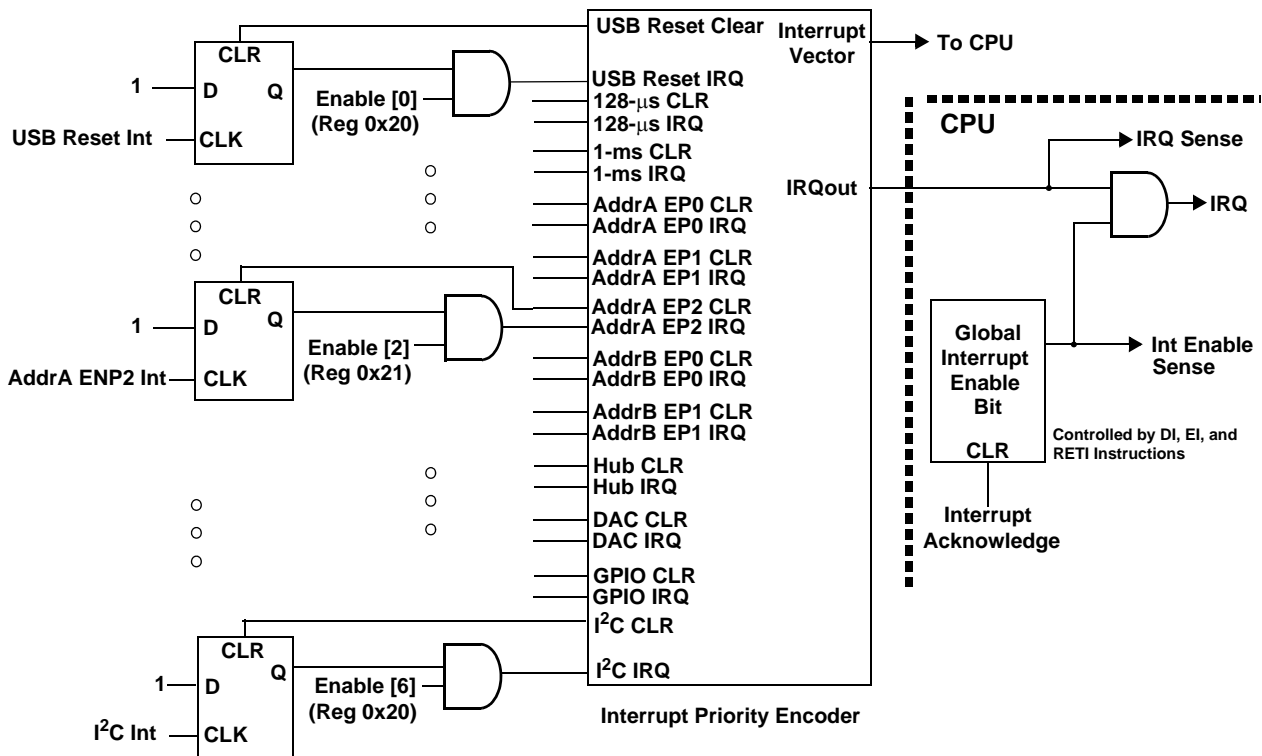 CLR
1
D
Q
USB Reset Int
CLK
Enable [0]
(Reg 0x20)
CLR
1
D
Q
AddrA ENP2 Int
CLK
Enable [2]
(Reg 0x21)
CLR
1
D
Q
I²C Int
CLK
Enable [6]
(Reg 0x20)
USB Reset Clear
USB Reset IRQ
128-μs CLR
128-μs IRQ
1-ms CLR
1-ms IRQ
AddrA EP0 CLR
AddrA EP0 IRQ
AddrA EP1 CLR
AddrA EP1 IRQ
AddrA EP2 CLR
AddrA EP2 IRQ
AddrB EP0 CLR
AddrB EP0 IRQ
AddrB EP1 CLR
AddrB EP1 IRQ
Hub CLR
Hub IRQ
DAC CLR
DAC IRQ
GPIO CLR
GPIO IRQ
I²C CLR
I²C IRQ
Interrupt
Vector
IRQout
Interrupt Priority Encoder
To CPU
CPU
IRQ Sense
IRQ
Global
Interrupt
Enable
Bit
CLR
Int Enable
Sense
Controlled by DI, EI, and
RETI Instructions
Interrupt
Acknowledge